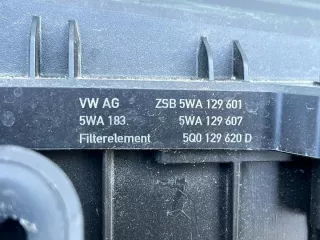 VW AG ZSB 5WA 129 601
5WA 183. 5WA 129 607
Filterelement 5Q0 129 620 D